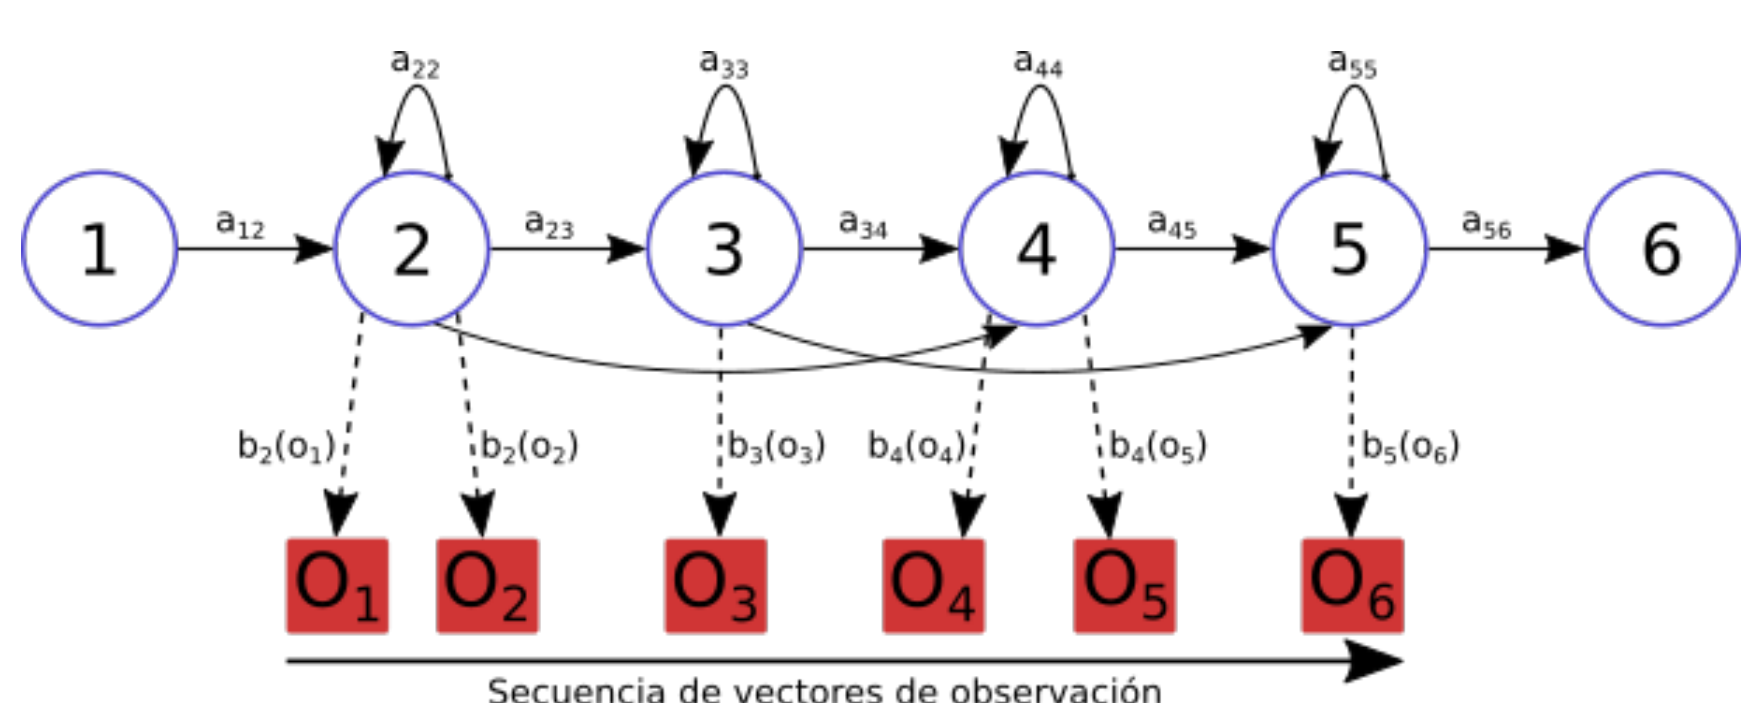 a22 a33 a44 a55
a12 a23 a34 a45 a56
1 2 3 4 5 6
b2(o1) b2(o2) b3(o3) b4(o4) b4(o5) b5(o6)
O1 O2 O3 O4 O5 O6
Secuencia de vectores de observación